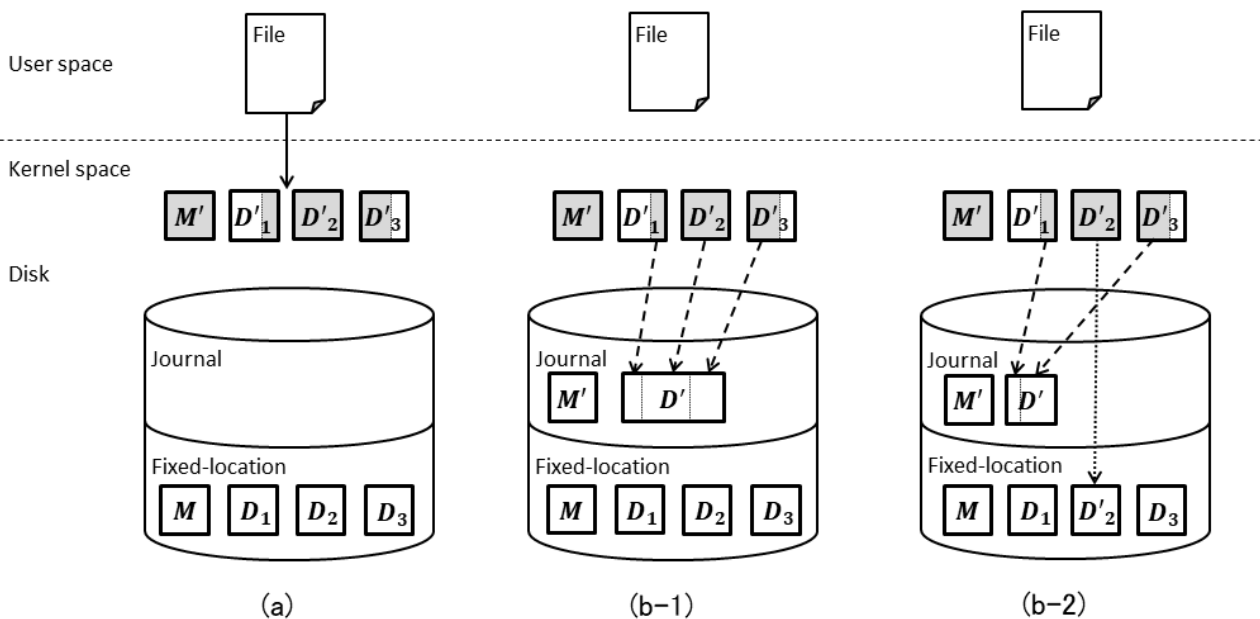 User space
File
File
File
Kernel space
M' D'1 D'2 D'3
M' D'1 D'2 D'3
M' D'1 D'2 D'3
Disk
Journal
Fixed-location
M D1 D2 D3
Journal
M' D'
Fixed-location
M D1 D2 D3
Journal
M' D'
Fixed-location
M D1 D'2 D3
(a)
(b-1)
(b-2)